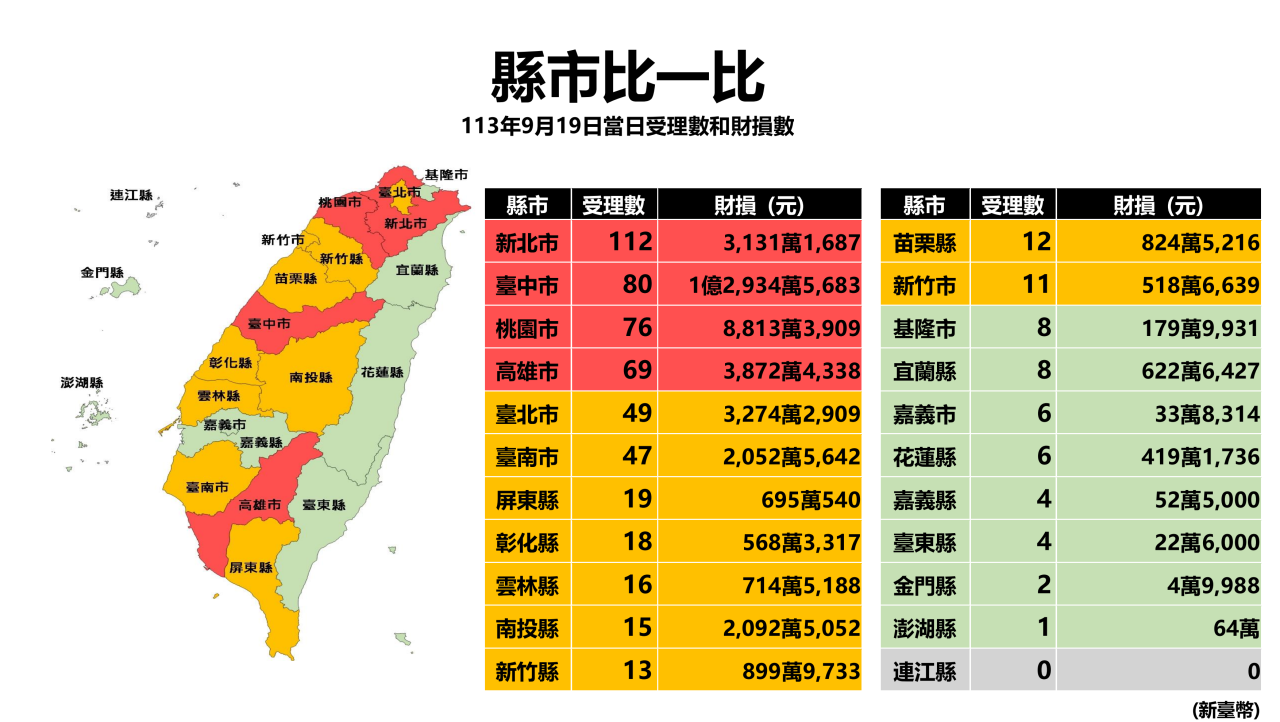 縣市比一比
113年9月19日當日受理數和財損數
基隆市
連江縣
臺北市
桃園市
新北市
新竹市
新竹縣
宜蘭縣
金門縣
苗栗縣
臺中市
彰化縣
南投縣
花蓮縣
澎湖縣
雲林縣
嘉義市
嘉義縣
臺南市
高雄市
臺東縣
屏東縣
縣市 受理數 財損 (元)
新北市 112 3,131萬1,687
臺中市 80 1億2,934萬5,683
桃園市 76 8,813萬3,909
高雄市 69 3,872萬4,338
臺北市 49 3,274萬2,909
臺南市 47 2,052萬5,642
屏東縣 19 695萬540
彰化縣 18 568萬3,317
雲林縣 16 714萬5,188
南投縣 15 2,092萬5,052
新竹縣 13 899萬9,733
縣市 受理數 財損 (元)
苗栗縣 12 824萬5,216
新竹市 11 518萬6,639
基隆市 8 179萬9,931
宜蘭縣 8 622萬6,427
嘉義市 6 33萬8,314
花蓮縣 6 419萬1,736
嘉義縣 4 52萬5,000
臺東縣 4 22萬6,000
金門縣 2 4萬9,988
澎湖縣 1 64萬
連江縣 0 0
(新臺幣)